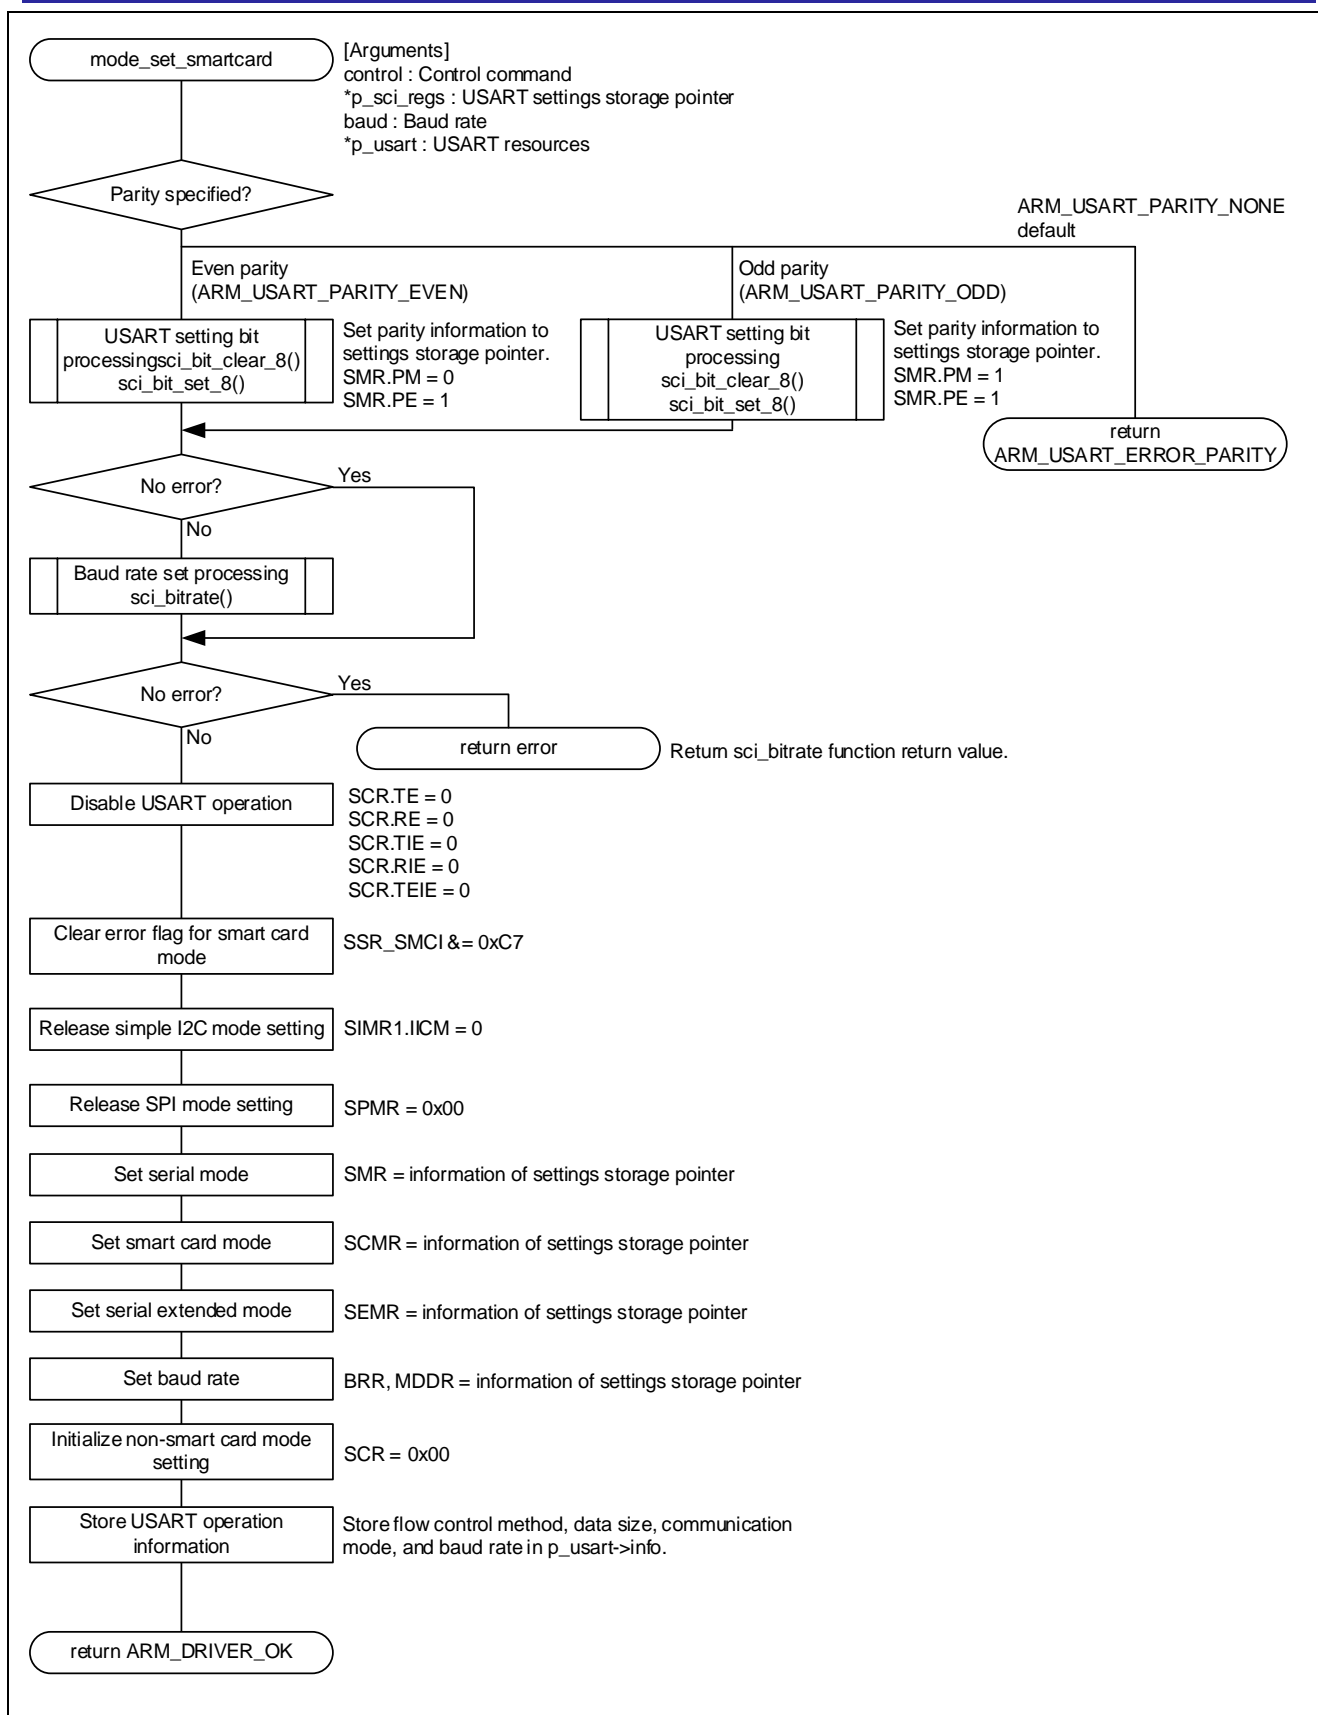 mode_set_smartcard
[Arguments]
control : Control command
*p_sci_regs : USART settings storage pointer
baud : Baud rate
*p_usart : USART resources
Parity specified?
ARM_USART_PARITY_NONE
default
Even parity
(ARM_USART_PARITY_EVEN)
Odd parity
(ARM_USART_PARITY_ODD)
USART setting bit
processingsci_bit_clear_8()
sci_bit_set_8()
Set parity information to
settings storage pointer.
SMR.PM = 0
SMR.PE = 1
USART setting bit
processing
sci_bit_clear_8()
sci_bit_set_8()
Set parity information to
settings storage pointer.
SMR.PM = 1
SMR.PE = 1
return
ARM_USART_ERROR_PARITY
No error?
Yes
No
Baud rate set processing
sci_bitrate()
No error?
Yes
No
return error
Return sci_bitrate function return value.
Disable USART operation
SCR.TE = 0
SCR.RE = 0
SCR.TIE = 0
SCR.RIE = 0
SCR.TEIE = 0
Clear error flag for smart card
mode
SSR_SMCI &= 0xC7
Release simple I2C mode setting
SIMR1.IICM = 0
Release SPI mode setting
SPMR = 0x00
Set serial mode
SMR = information of settings storage pointer
Set smart card mode
SCMR = information of settings storage pointer
Set serial extended mode
SEMR = information of settings storage pointer
Set baud rate
BRR, MDDR = information of settings storage pointer
Initialize non-smart card mode
setting
SCR = 0x00
Store USART operation
information
Store flow control method, data size, communication
mode, and baud rate in p_usart->info.
return ARM_DRIVER_OK